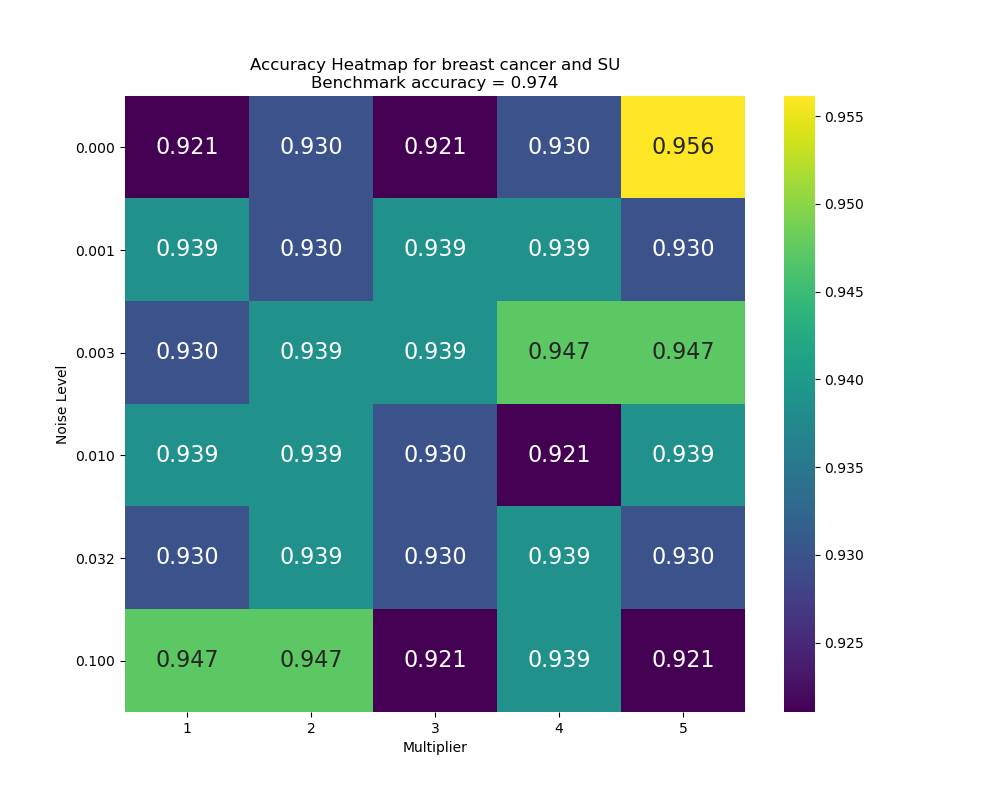 Accuracy Heatmap for breast cancer and SU
Benchmark accuracy = 0.974
0.000 0.921 0.930 0.921 0.930 0.956
0.001 0.939 0.930 0.939 0.939 0.930
0.003 0.930 0.939 0.939 0.947 0.947
0.010 0.939 0.939 0.930 0.921 0.939
0.032 0.930 0.939 0.930 0.939 0.930
0.100 0.947 0.947 0.921 0.939 0.921
1 2 3 4 5
Multiplier
Noise Level
0.955
0.950
0.945
0.940
0.935
0.930
0.925